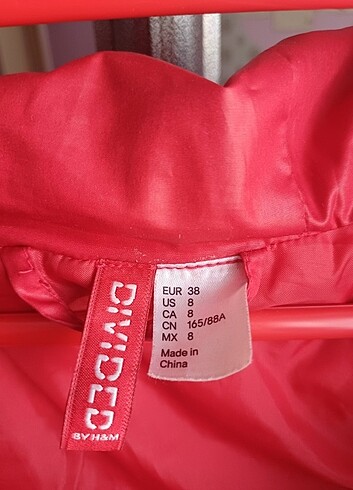 DIVIDED
BY H&M
EUR 38
US 8
CA 8
CN 165/88A
MX 8
Made in
China